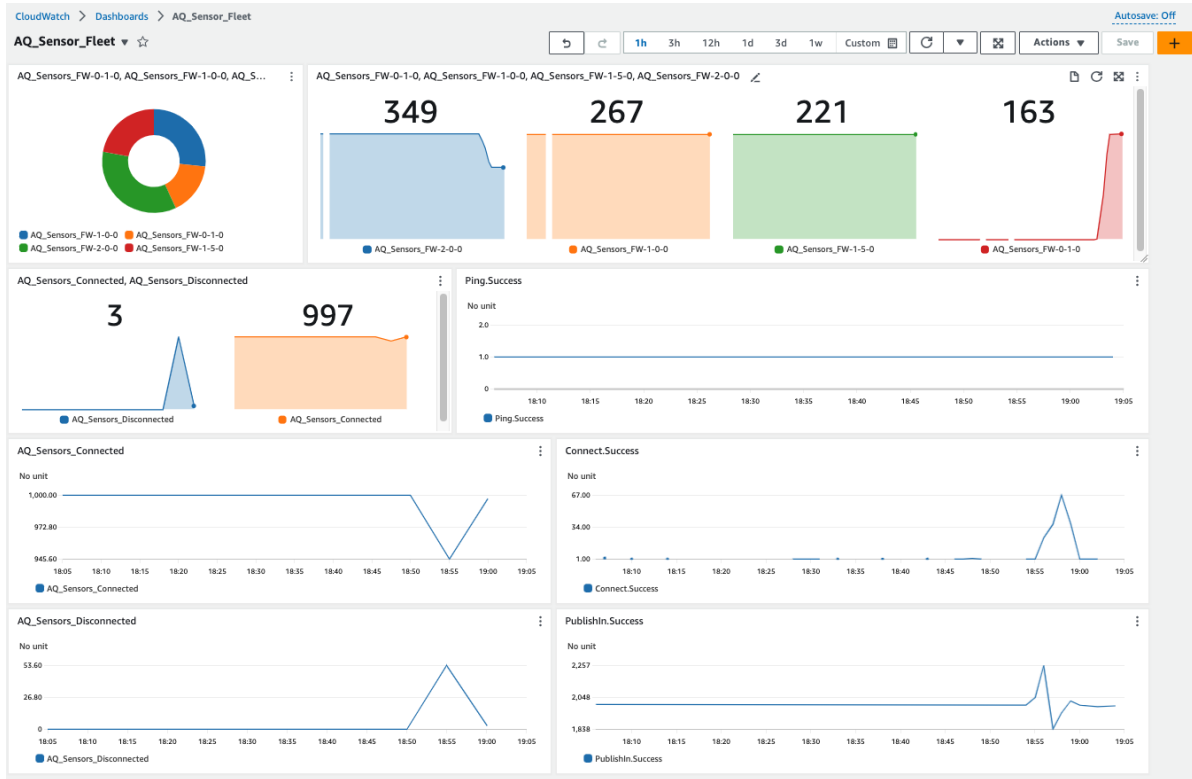 CloudWatch > Dashboards > AQ_Sensor_Fleet
Autosave: Off
AQ_Sensor_Fleet
1h 3h 12h 1d 3d 1w Custom
Actions
Save
AQ_Sensors_FW-0-1-0, AQ_Sensors_FW-1-0-0, AQ_S...
AQ_Sensors_FW-1-0-0 AQ_Sensors_FW-0-1-0
AQ_Sensors_FW-2-0-0 AQ_Sensors_FW-1-5-0
AQ_Sensors_FW-0-1-0, AQ_Sensors_FW-1-0-0, AQ_Sensors_FW-1-5-0, AQ_Sensors_FW-2-0-0
349 267 221 163
AQ_Sensors_FW-2-0-0 AQ_Sensors_FW-1-0-0 AQ_Sensors_FW-1-5-0 AQ_Sensors_FW-0-1-0
AQ_Sensors_Connected, AQ_Sensors_Disconnected
3 997
AQ_Sensors_Disconnected AQ_Sensors_Connected
Ping.Success
No unit
2.0
1.0
0
18:10 18:15 18:20 18:25 18:30 18:35 18:40 18:45 18:50 18:55 19:00 19:05
Ping.Success
AQ_Sensors_Connected
No unit
1,000.00
972.80
945.60
18:05 18:10 18:15 18:20 18:25 18:30 18:35 18:40 18:45 18:50 18:55 19:00 19:05
AQ_Sensors_Connected
Connect.Success
No unit
67.00
34.00
1.00
18:10 18:15 18:20 18:25 18:30 18:35 18:40 18:45 18:50 18:55 19:00 19:05
Connect.Success
AQ_Sensors_Disconnected
No unit
53.60
26.80
0
18:05 18:10 18:15 18:20 18:25 18:30 18:35 18:40 18:45 18:50 18:55 19:00 19:05
AQ_Sensors_Disconnected
PublishIn.Success
No unit
2,257
2,048
1,838
18:10 18:15 18:20 18:25 18:30 18:35 18:40 18:45 18:50 18:55 19:00 19:05
PublishIn.Success